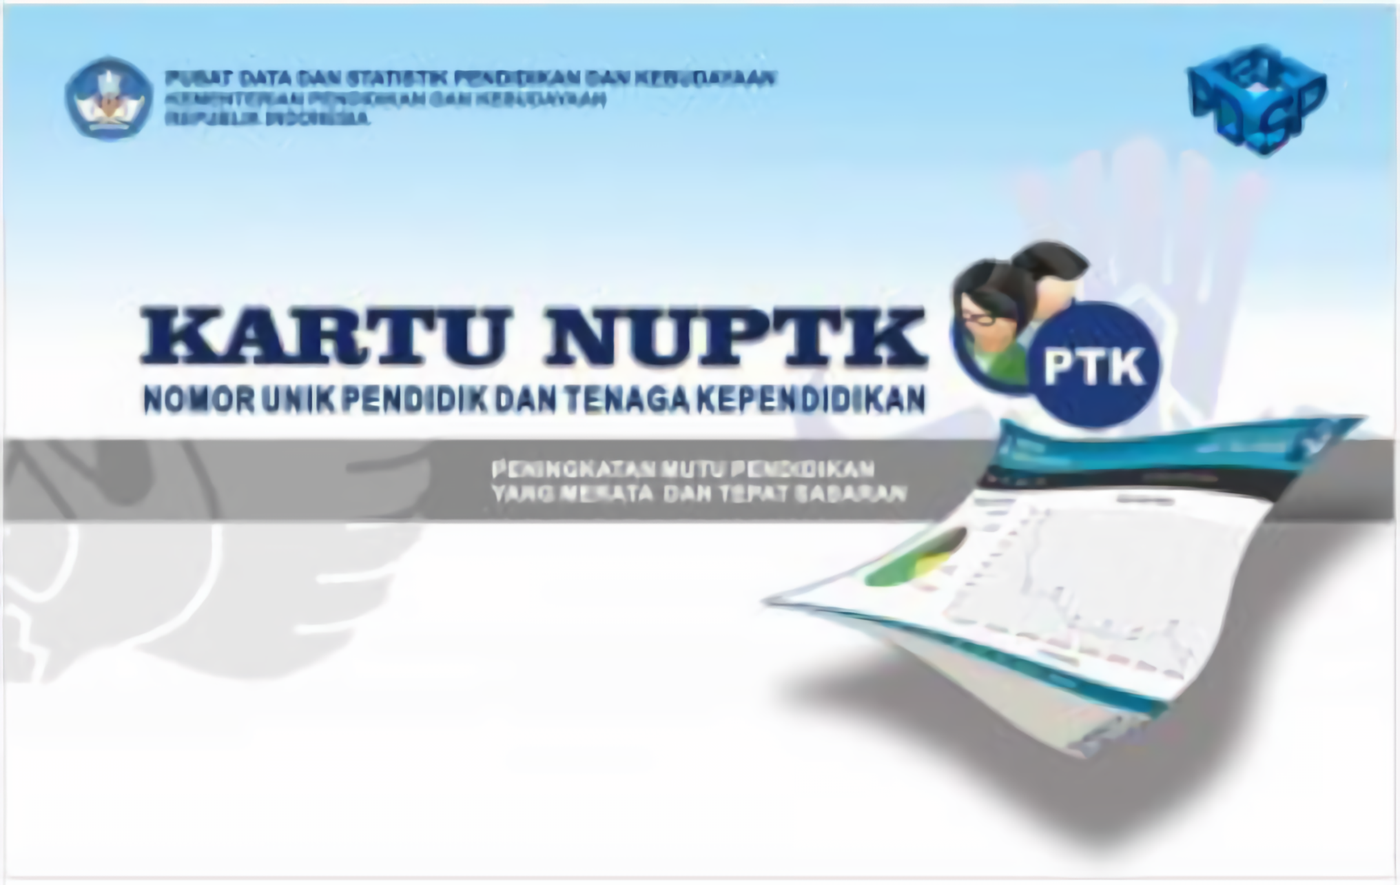 PUSAT DATA DAN STATISTIK PENDIDIKAN DAN KEBUDAYAAN
KEMENTERIAN PENDIDIKAN DAN KEBUDAYAAN
REPUBLIK INDONESIA
PDSP
KARTU NUPTK
PTK
NOMOR UNIK PENDIDIK DAN TENAGA KEPENDIDIKAN
PENINGKATAN MUTU PENDIDIKAN
YANG MERATA DAN TEPAT SASARAN